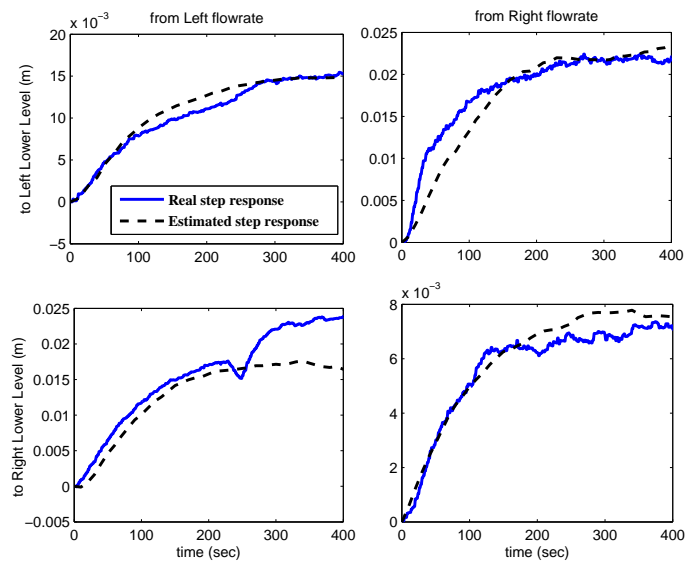 from Left flowrate
from Right flowrate
x 10⁻³
20
15
10
5
0
−5
0 100 200 300 400
to Left Lower Level (m)
Real step response
Estimated step response
0.025
0.02
0.015
0.01
0.005
0
0 100 200 300 400
0.025
0.02
0.015
0.01
0.005
0
−0.005
0 100 200 300 400
to Right Lower Level (m)
time (sec)
x 10⁻³
8
6
4
2
0
0 100 200 300 400
time (sec)